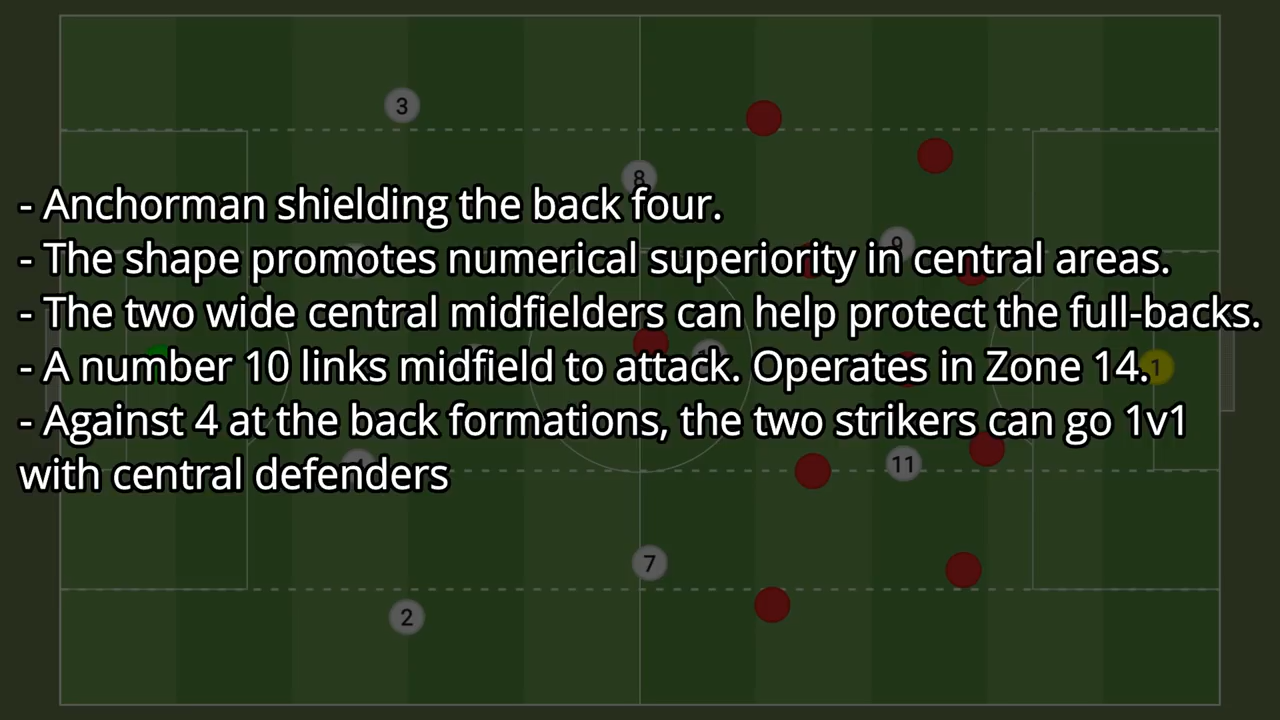 3
8
- Anchorman shielding the back four.
9
- The shape promotes numerical superiority in central areas.
- The two wide central midfielders can help protect the full-backs.
- A number 10 links midfield to attack. Operates in Zone 14.
1
- Against 4 at the back formations, the two strikers can go 1v1
with central defenders
11
7
2